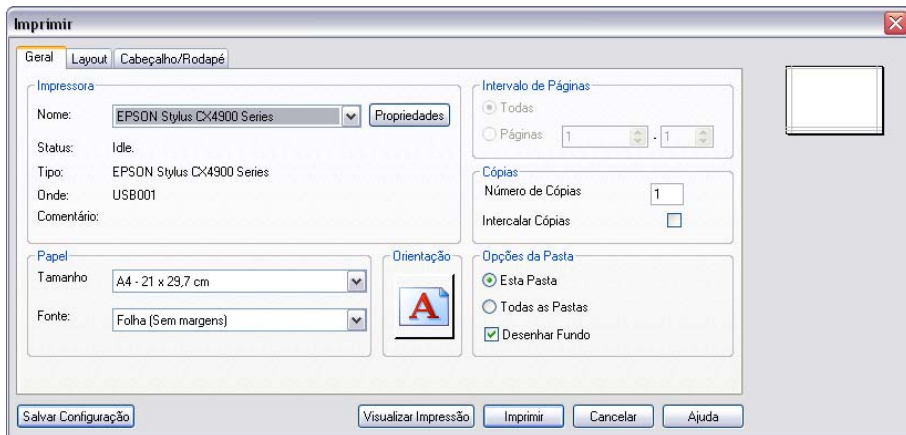 Imprimir
Geral Layout Cabeçalho/Rodapé
Impressora
Nome: EPSON Stylus CX4900 Series Propriedades
Status: Idle.
Tipo: EPSON Stylus CX4900 Series
Onde: USB001
Comentário:
Intervalo de Páginas
Todas
Páginas 1 - 1
Cópias
Número de Cópias 1
Intercalar Cópias
Papel
Tamanho A4 - 21 x 29,7 cm
Fonte: Folha (Sem margens)
Orientação
A
Opções da Pasta
Esta Pasta
Todas as Pastas
Desenhar Fundo
Salvar Configuração Visualizar Impressão Imprimir Cancelar Ajuda